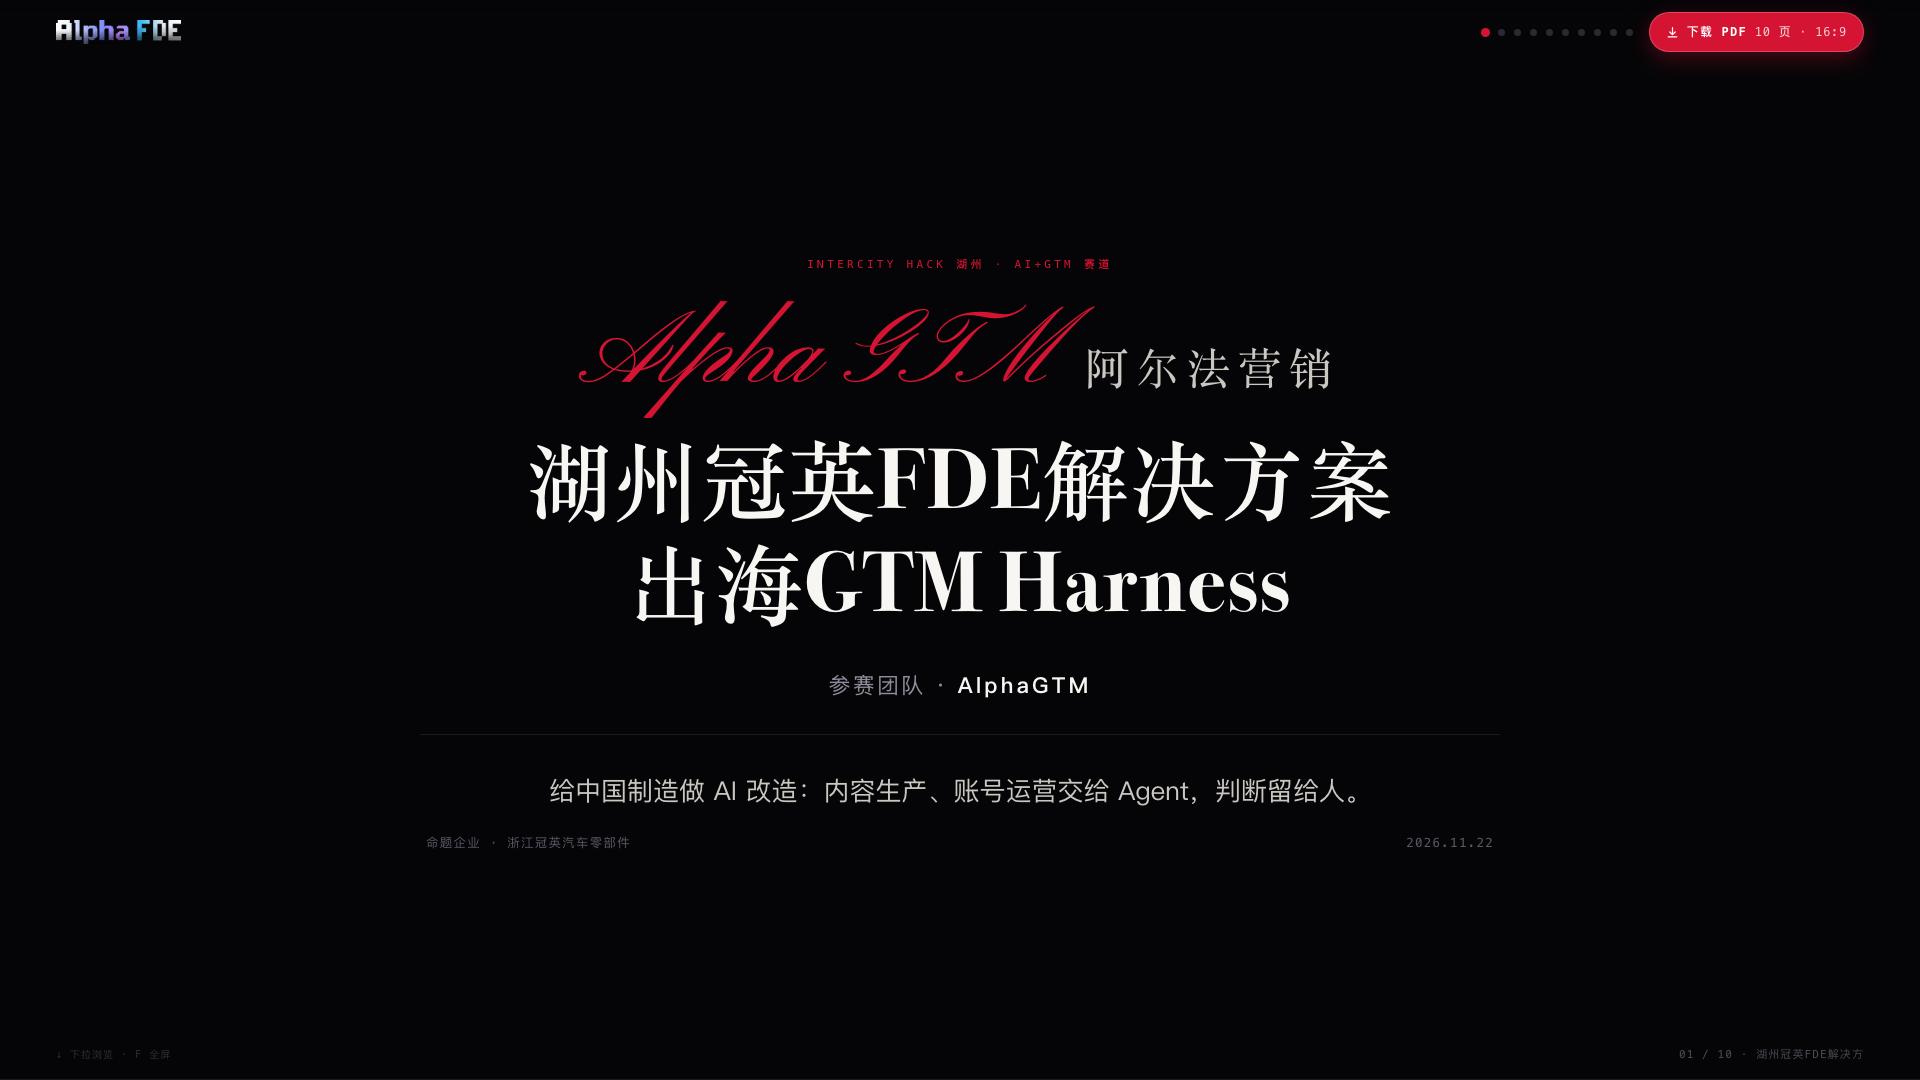 Alpha FDE
下载 PDF 10 页 · 16:9
INTERCITY HACK 湖州 · AI+GTM 赛道
Alpha GTM 阿尔法营销
湖州冠英FDE解决方案
出海GTM Harness
参赛团队 · AlphaGTM
给中国制造做 AI 改造：内容生产、账号运营交给 Agent，判断留给人。
命题企业 · 浙江冠英汽车零部件
2026.11.22
↓ 下拉浏览 · F 全屏
01 / 10 · 湖州冠英FDE解决方